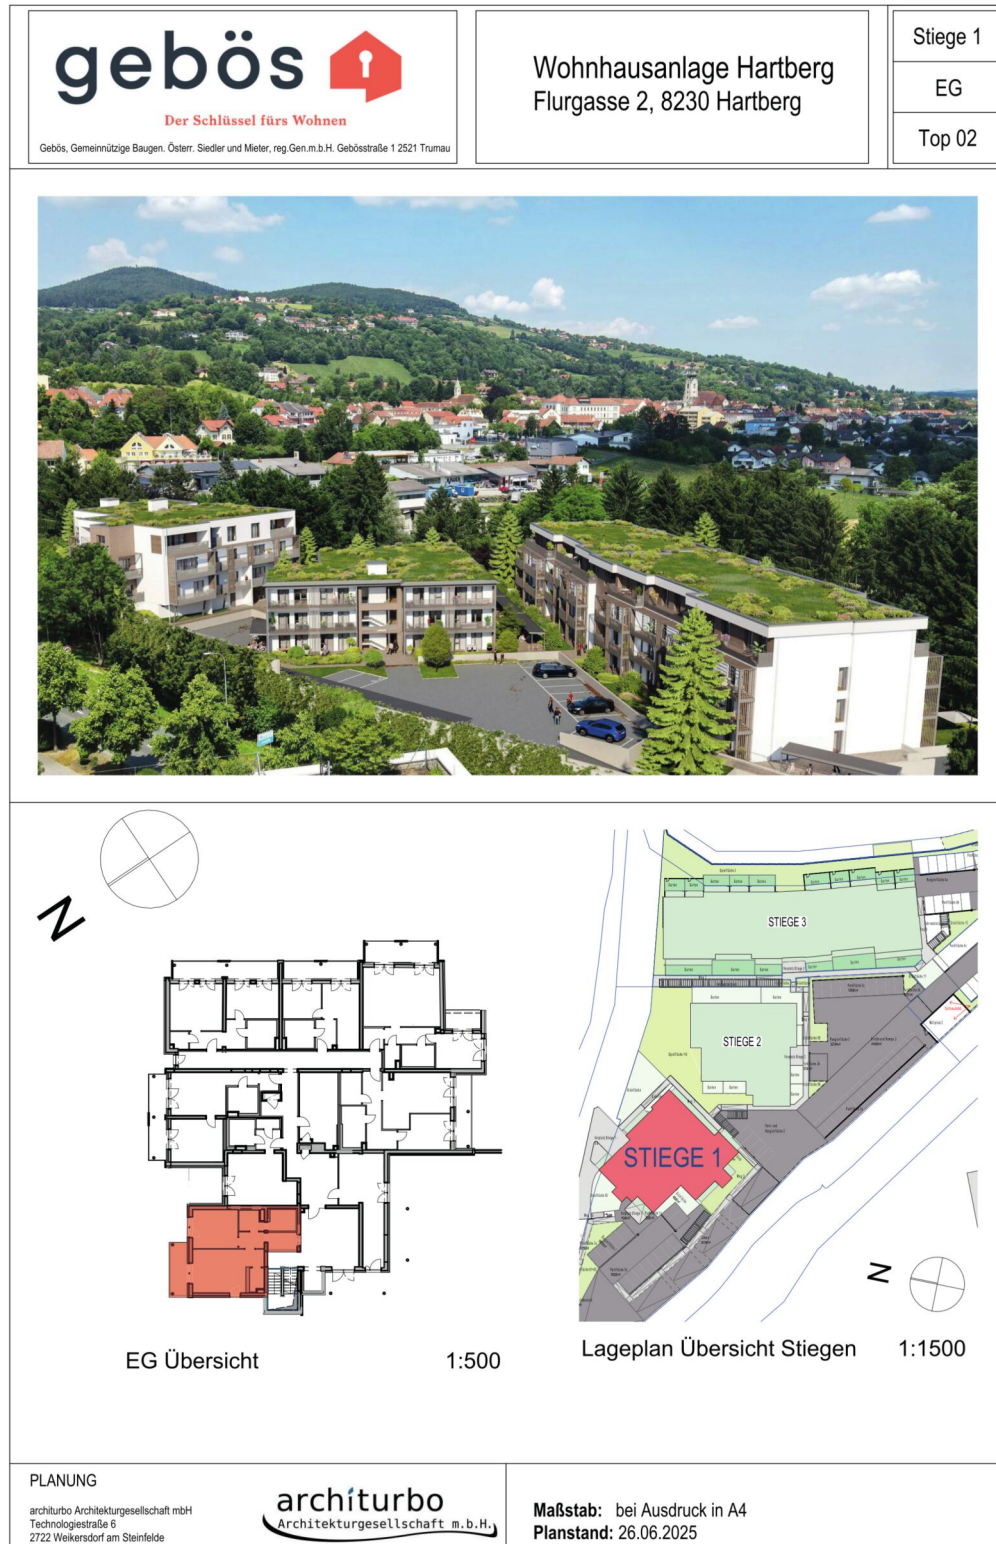 gebös
Der Schlüssel fürs Wohnen
Gebös, Gemeinnützige Baugen. Österr. Siedler und Mieter, reg.Gen.m.b.H. Gebösstraße 1 2521 Trumau
Wohnhausanlage Hartberg
Flurgasse 2, 8230 Hartberg
Stiege 1
EG
Top 02
N
STIEGE 3
STIEGE 2
STIEGE 1
N
EG Übersicht 1:500
Lageplan Übersicht Stiegen 1:1500
PLANUNG
architurbo Architekturgesellschaft mbH
Technologiestraße 6
2722 Weikersdorf am Steinfelde
architurbo
Architekturgesellschaft m.b.H.
Maßstab: bei Ausdruck in A4
Planstand: 26.06.2025